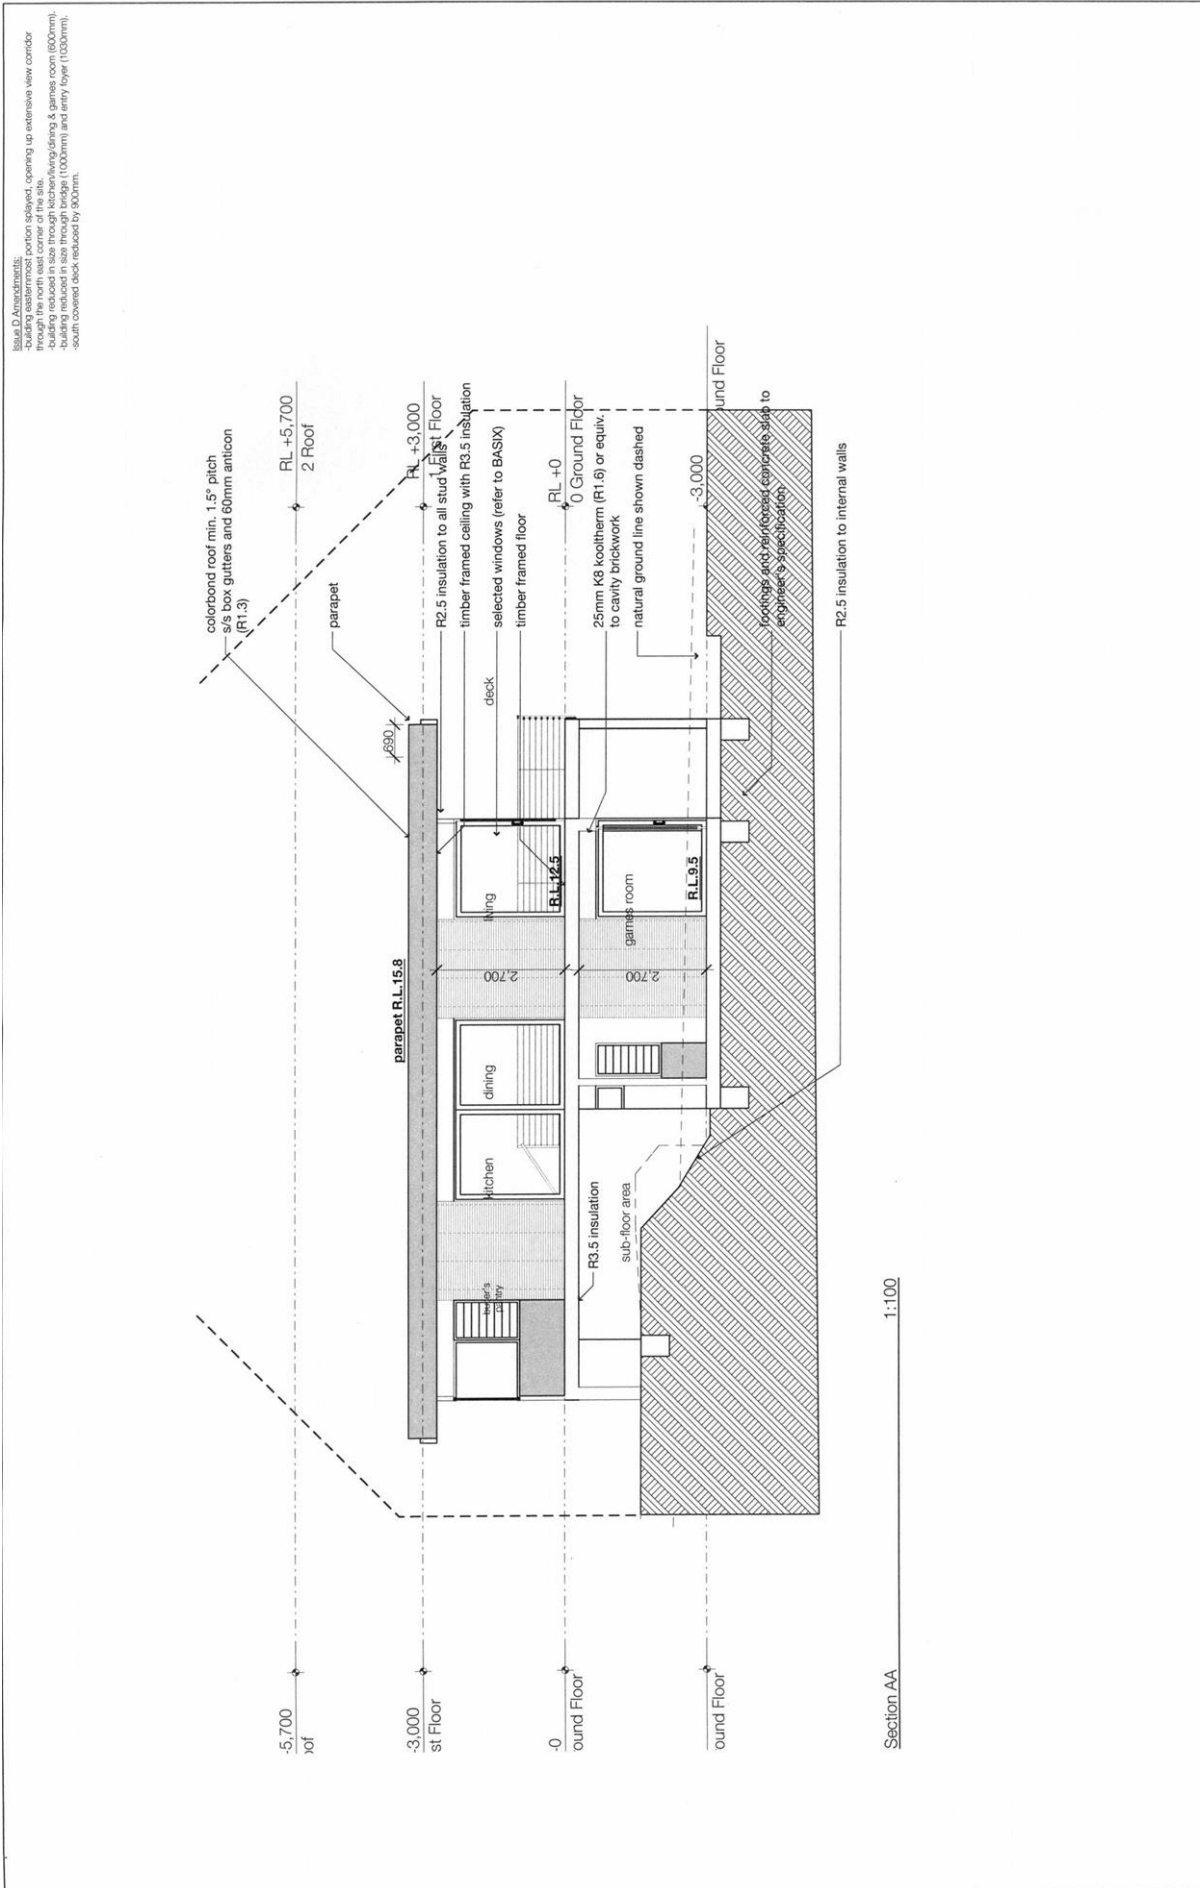 Issue D Amendments:
-building easternmost portion splayed, opening up extensive view corridor
through the north east corner of the site.
-building reduced in size through kitchen/living/dining & games room (600mm).
-building reduced in size through bridge (1000mm) and entry foyer (1030mm).
-south covered deck reduced by 900mm.
colorbond roof min. 1.5° pitch
s/s box gutters and 60mm anticon
(R1.3)
parapet
RL +5,700
2 Roof
RL +3,000
1 First Floor
R2.5 insulation to all stud walls
timber framed ceiling with R3.5 insulation
selected windows (refer to BASIX)
deck
timber framed floor
RL +0
0 Ground Floor
25mm K8 kooltherm (R1.6) or equiv.
to cavity brickwork
natural ground line shown dashed
-3,000
ound Floor
footings and reinforced concrete slab to
engineer's specification
R2.5 insulation to internal walls
690
parapet R.L.15.8
living
R.L.12.5
2,700
dining
kitchen
butler's
pantry
games room
R.L.9.5
2,700
R3.5 insulation
sub-floor area
-5,700
of
-3,000
st Floor
-0
ound Floor
ound Floor
Section AA
1:100